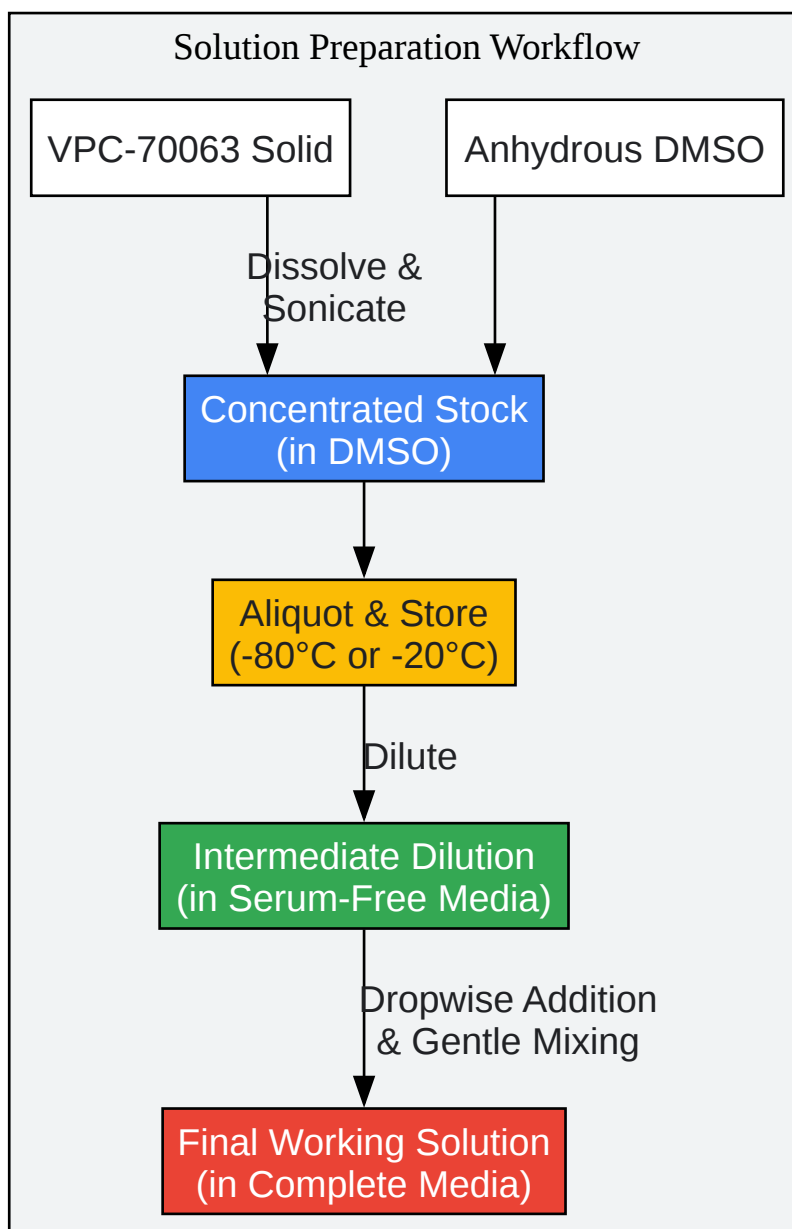 Solution Preparation Workflow
VPC-70063 Solid
Anhydrous DMSO
Dissolve &
Sonicate
Concentrated Stock
(in DMSO)
Aliquot & Store
(-80°C or -20°C)
Dilute
Intermediate Dilution
(in Serum-Free Media)
Dropwise Addition
& Gentle Mixing
Final Working Solution
(in Complete Media)